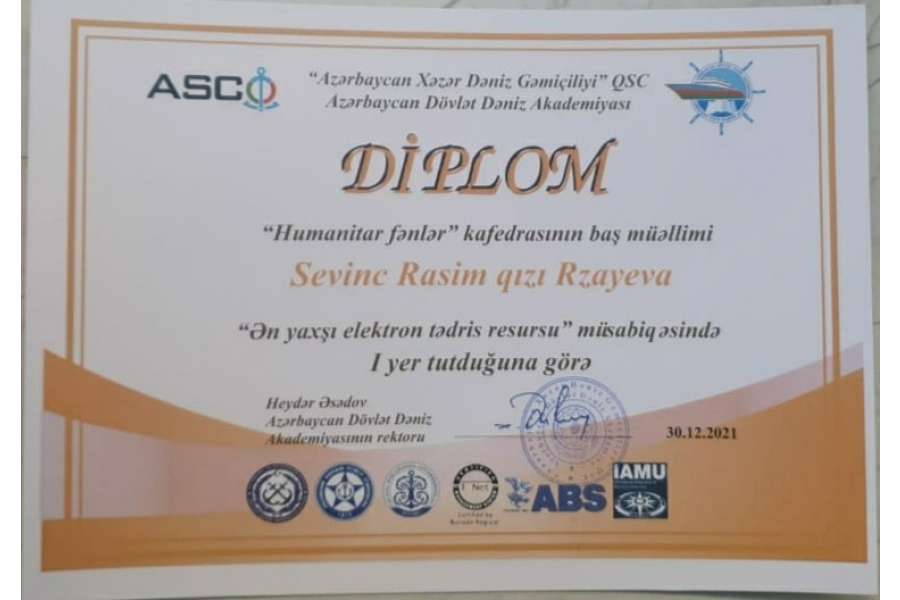 ASCO
“Azərbaycan Xəzər Dəniz Gəmiçiliyi” QSC
Azərbaycan Dövlət Dəniz Akademiyası
DİPLOM
“Humanitar fənlər” kafedrasının baş müəllimi
Sevinc Rasim qızı Rzayeva
“Ən yaxşı elektron tədris resursu” müsabiqəsində
I yer tutduğuna görə
Heydər Əsədov
Azərbaycan Dövlət Dəniz
Akademiyasının rektoru
30.12.2021
ABS
IAMU